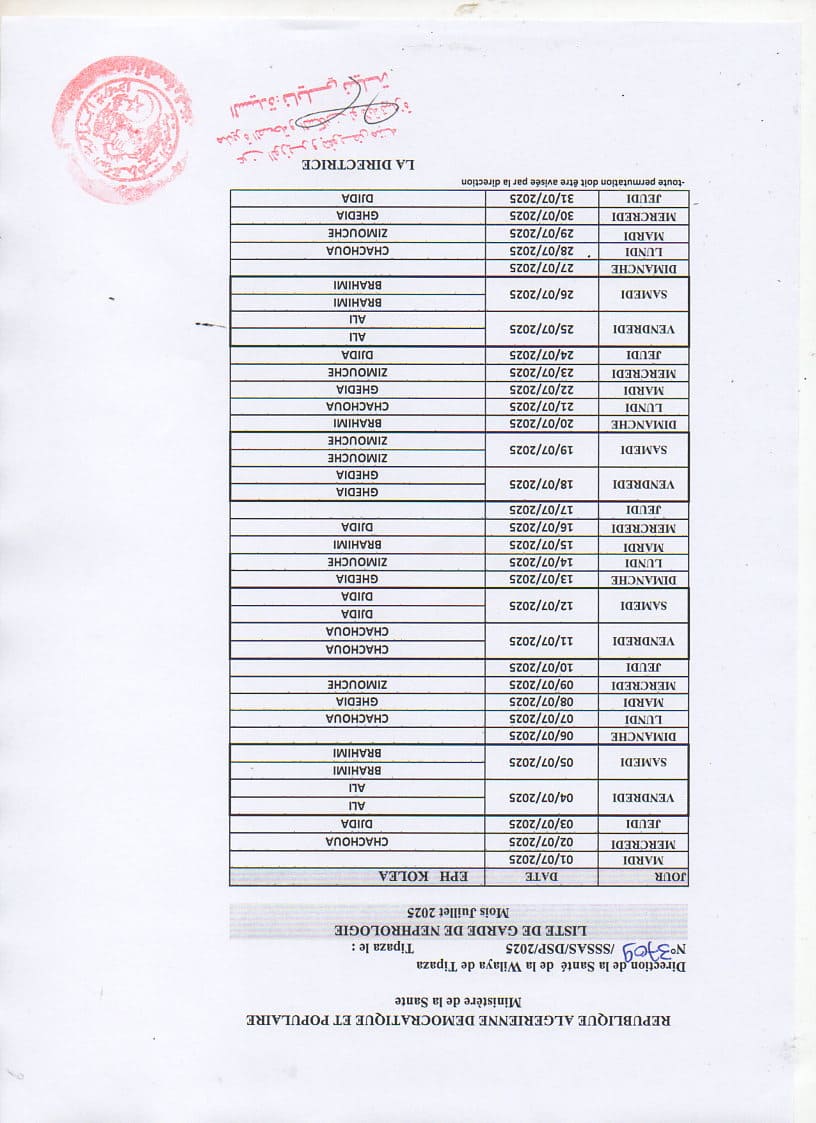 REPUBLIQUE ALGERIENNE DEMOCRATIQUE ET POPULAIRE
Ministère de la Sante
Direction de la Santé de la Wilaya de Tipaza
N°3709 /SSSAS/DSP/2025 Tipaza le :
LISTE DE GARDE DE NEPHROLOGIE
Mois Juillet 2025
JOUR DATE EPH KOLEA
MARDI 01/07/2025
MERCREDI 02/07/2025 CHACHOUA
JEUDI 03/07/2025 DJIDA
VENDREDI 04/07/2025 ALI
ALI
SAMEDI 05/07/2025 BRAHIMI
BRAHIMI
DIMANCHE 06/07/2025
LUNDI 07/07/2025 CHACHOUA
MARDI 08/07/2025 GHEDIA
MERCREDI 09/07/2025 ZIMOUCHE
JEUDI 10/07/2025
VENDREDI 11/07/2025 CHACHOUA
CHACHOUA
SAMEDI 12/07/2025 DJIDA
DJIDA
DIMANCHE 13/07/2025 GHEDIA
LUNDI 14/07/2025 ZIMOUCHE
MARDI 15/07/2025 BRAHIMI
MERCREDI 16/07/2025 DJIDA
JEUDI 17/07/2025
VENDREDI 18/07/2025 GHEDIA
GHEDIA
SAMEDI 19/07/2025 ZIMOUCHE
ZIMOUCHE
DIMANCHE 20/07/2025 BRAHIMI
LUNDI 21/07/2025 CHACHOUA
MARDI 22/07/2025 GHEDIA
MERCREDI 23/07/2025 ZIMOUCHE
JEUDI 24/07/2025 DJIDA
VENDREDI 25/07/2025 ALI
ALI
SAMEDI 26/07/2025 BRAHIMI
BRAHIMI
DIMANCHE 27/07/2025
LUNDI 28/07/2025 CHACHOUA
MARDI 29/07/2025 ZIMOUCHE
MERCREDI 30/07/2025 GHEDIA
JEUDI 31/07/2025 DJIDA
-toute permutation doit être avisée par la direction
LA DIRECTRICE
عن الوزير و بتفويض منه
مديرة الصحة و السكان لولاية تيبازة
السيدة: نايلي نبيلة